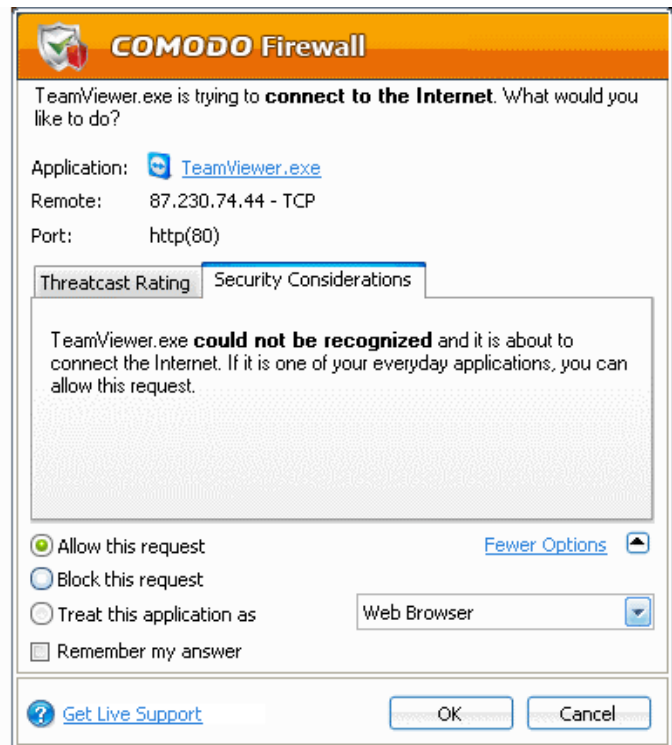 COMODO Firewall
TeamViewer.exe is trying to connect to the Internet. What would you
like to do?
Application: TeamViewer.exe
Remote: 87.230.74.44 - TCP
Port: http(80)
Threatcast Rating Security Considerations
TeamViewer.exe could not be recognized and it is about to
connect the Internet. If it is one of your everyday applications, you can
allow this request.
Allow this request Fewer Options
Block this request
Treat this application as Web Browser
Remember my answer
Get Live Support OK Cancel